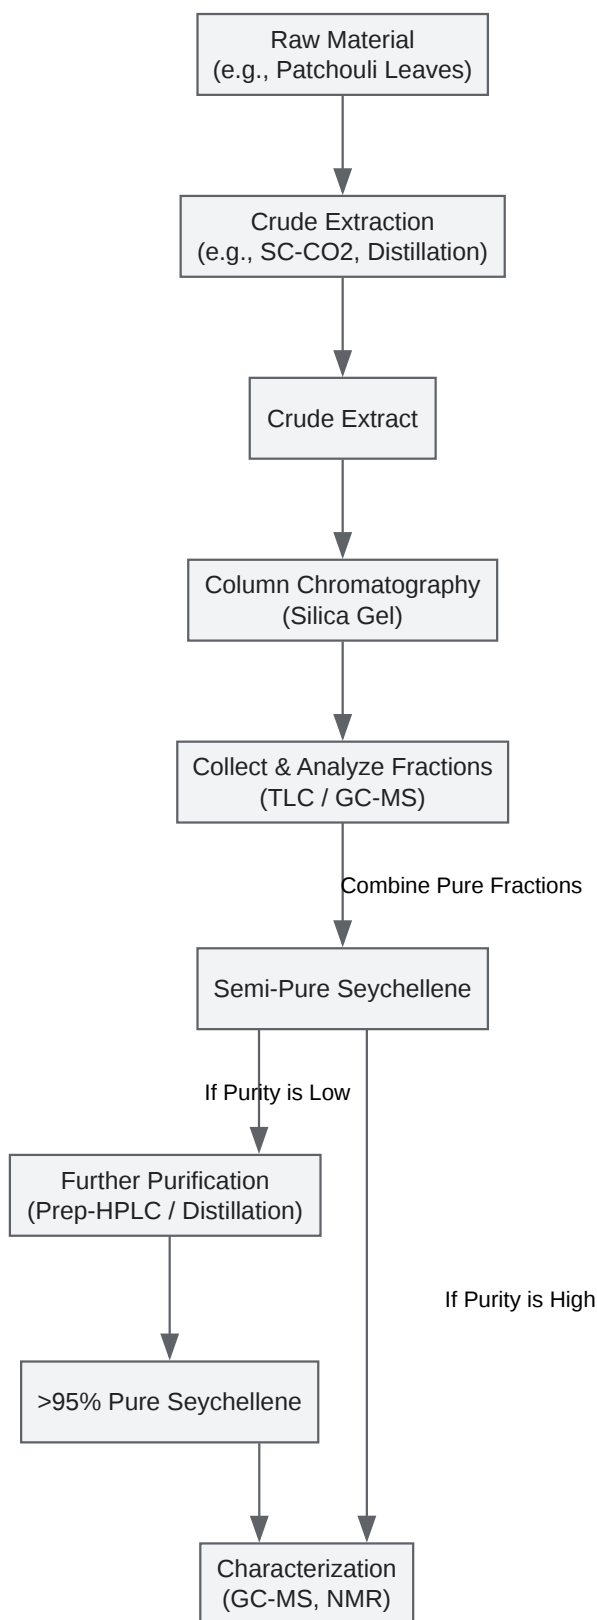 Raw Material
(e.g., Patchouli Leaves)
Crude Extraction
(e.g., SC-CO2, Distillation)
Crude Extract
Column Chromatography
(Silica Gel)
Collect & Analyze Fractions
(TLC / GC-MS)
Combine Pure Fractions
Semi-Pure Seychellene
If Purity is Low
Further Purification
(Prep-HPLC / Distillation)
If Purity is High
>95% Pure Seychellene
Characterization
(GC-MS, NMR)